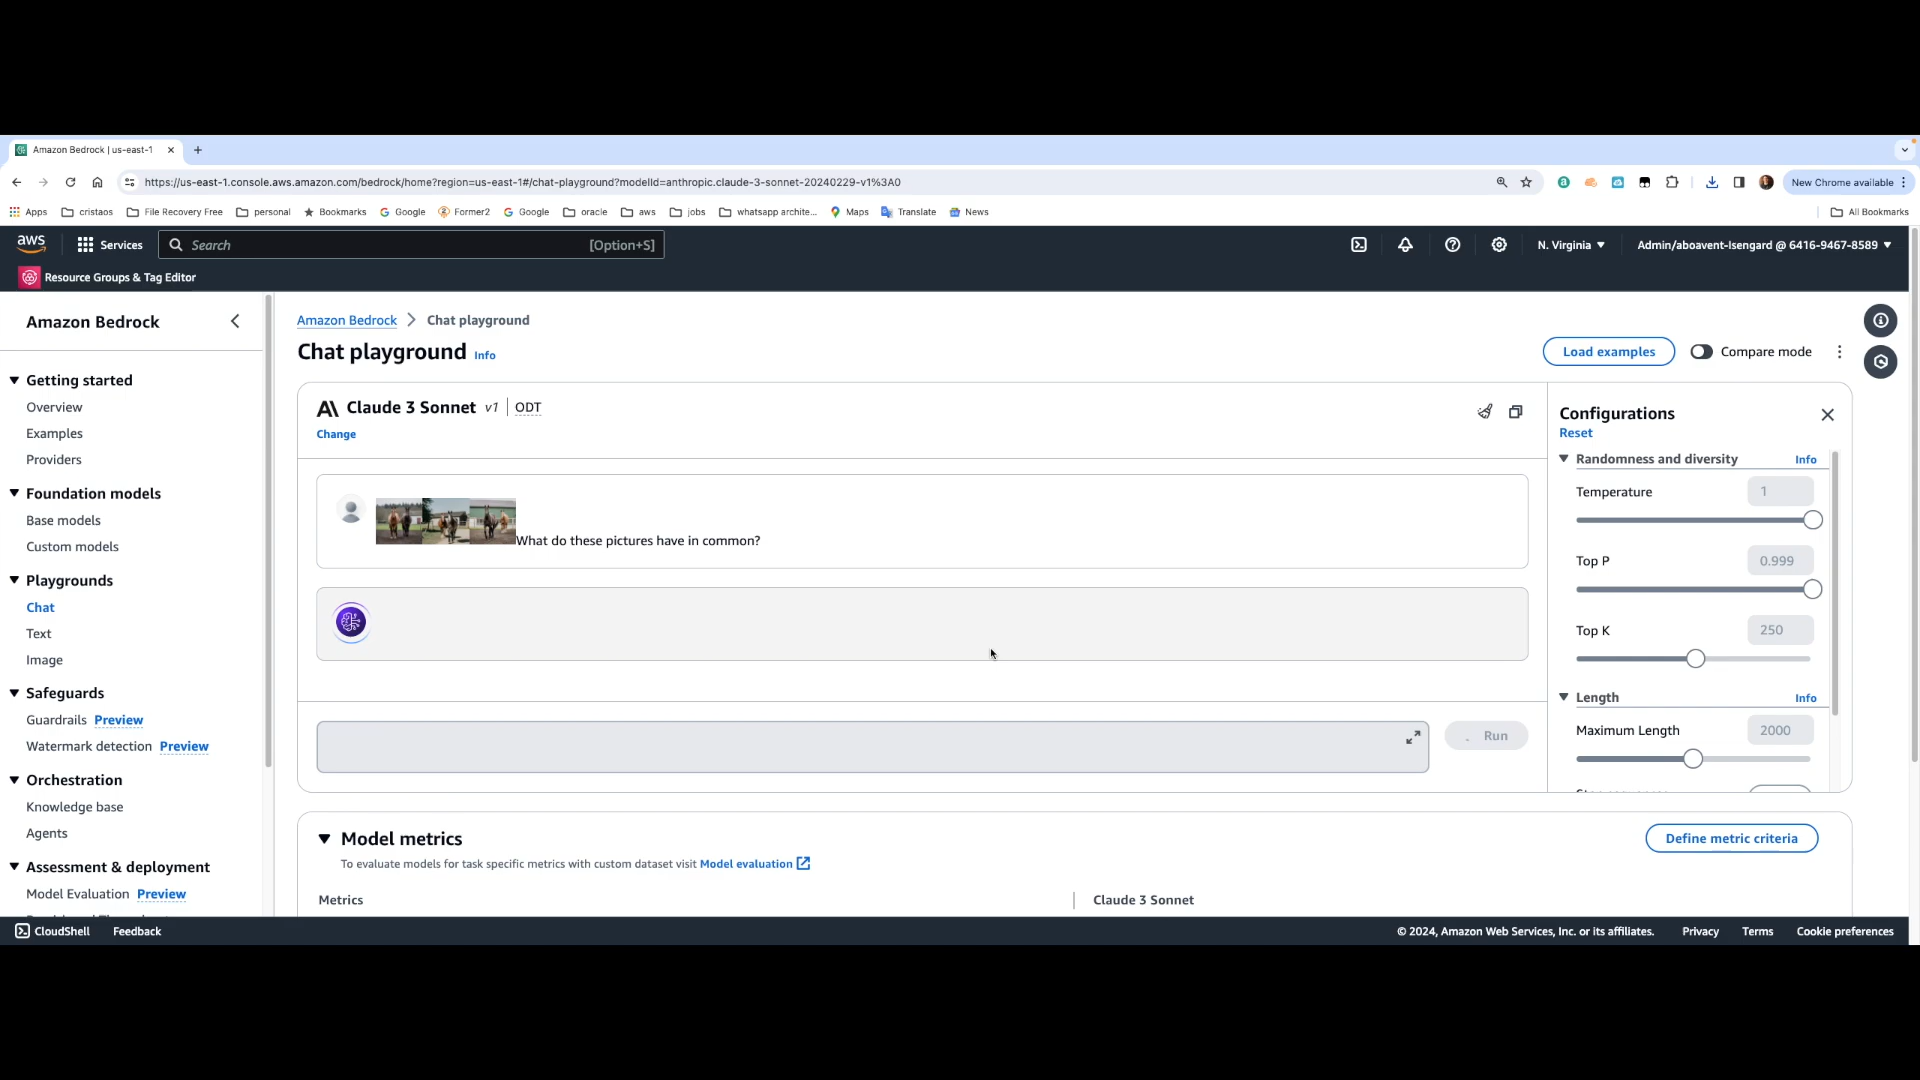 Amazon Bedrock | us-east-1
https://us-east-1.console.aws.amazon.com/bedrock/home?region=us-east-1#/chat-playground?modelId=anthropic.claude-3-sonnet-20240229-v1%3A0
New Chrome available
Apps cristaos File Recovery Free personal Bookmarks Google Former2 Google oracle aws jobs whatsapp archite... Maps Translate News All Bookmarks
aws Services Search [Option+S] N. Virginia Admin/aboavent-Isengard @ 6416-9467-8589
Resource Groups & Tag Editor
Amazon Bedrock
Getting started
Overview
Examples
Providers
Foundation models
Base models
Custom models
Playgrounds
Chat
Text
Image
Safeguards
Guardrails Preview
Watermark detection Preview
Orchestration
Knowledge base
Agents
Assessment & deployment
Model Evaluation Preview
Amazon Bedrock > Chat playground
Chat playground Info
Load examples
Compare mode
A\ Claude 3 Sonnet v1 | ODT
Change
What do these pictures have in common?
Run
Configurations
Reset
Randomness and diversity Info
Temperature 1
Top P 0.999
Top K 250
Length Info
Maximum Length 2000
Model metrics
Define metric criteria
To evaluate models for task specific metrics with custom dataset visit Model evaluation
Metrics Claude 3 Sonnet
CloudShell Feedback © 2024, Amazon Web Services, Inc. or its affiliates. Privacy Terms Cookie preferences